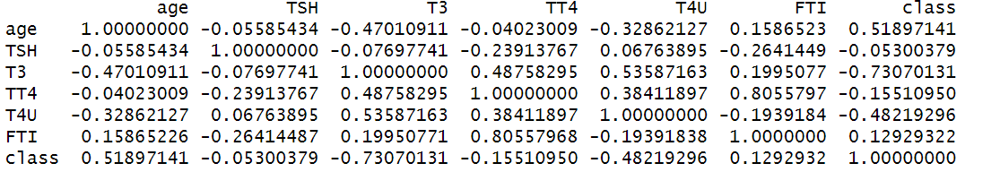 age TSH T3 TT4 T4U FTI class
age 1.00000000 -0.05585434 -0.47010911 -0.04023009 -0.32862127 0.1586523 0.51897141
TSH -0.05585434 1.00000000 -0.07697741 -0.23913767 0.06763895 -0.2641449 -0.05300379
T3 -0.47010911 -0.07697741 1.00000000 0.48758295 0.53587163 0.1995077 -0.73070131
TT4 -0.04023009 -0.23913767 0.48758295 1.00000000 0.38411897 0.8055797 -0.15510950
T4U -0.32862127 0.06763895 0.53587163 0.38411897 1.00000000 -0.1939184 -0.48219296
FTI 0.15865226 -0.26414487 0.19950771 0.80557968 -0.19391838 1.0000000 0.12929322
class 0.51897141 -0.05300379 -0.73070131 -0.15510950 -0.48219296 0.1292932 1.00000000